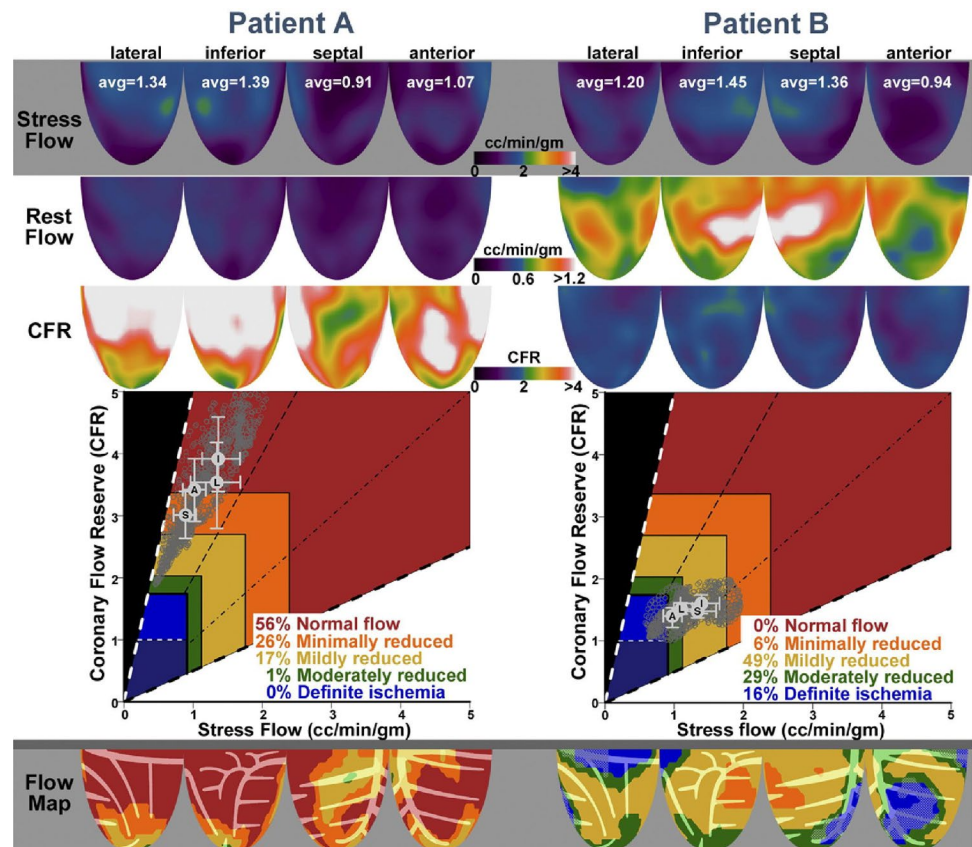 Patient A
Patient B
lateral inferior septal anterior
lateral inferior septal anterior
avg=1.34 avg=1.39 avg=0.91 avg=1.07
avg=1.20 avg=1.45 avg=1.36 avg=0.94
Stress
Flow
cc/min/gm
0 2 >4
Rest
Flow
cc/min/gm
0 0.6 >1.2
CFR
CFR
0 2 >4
Coronary Flow Reserve (CFR)
5
4
3
2
1
0
I
L
A
S
56% Normal flow
26% Minimally reduced
17% Mildly reduced
1% Moderately reduced
0% Definite ischemia
0 1 2 3 4 5
Stress Flow (cc/min/gm)
Coronary Flow Reserve (CFR)
5
4
3
2
1
0
A
L
I
S
0% Normal flow
6% Minimally reduced
49% Mildly reduced
29% Moderately reduced
16% Definite ischemia
0 1 2 3 4 5
Stress flow (cc/min/gm)
Flow
Map